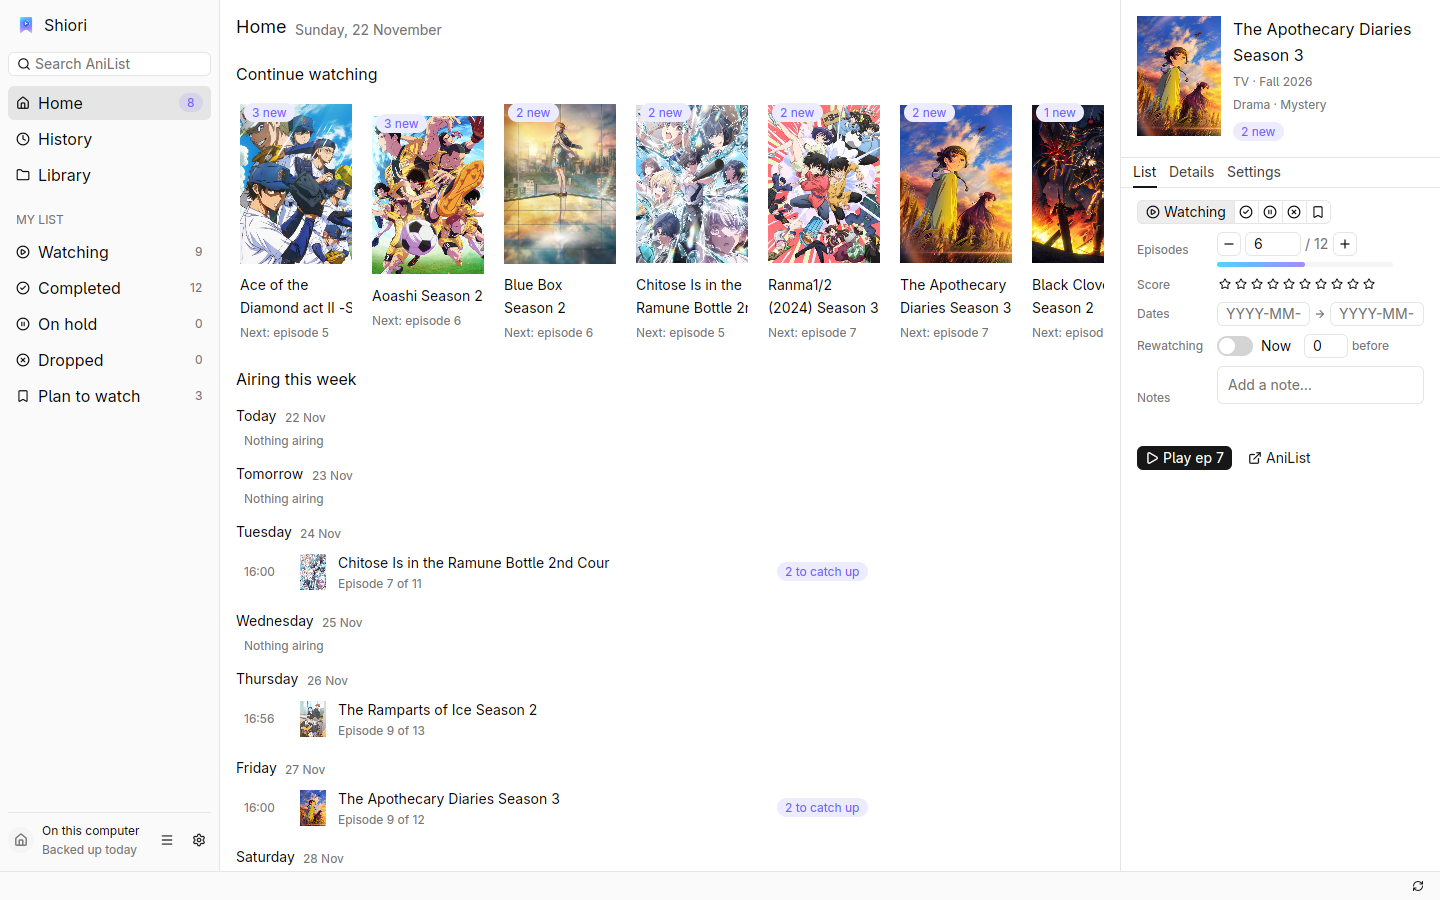 Shiori
Search AniList
Home 8
History
Library
MY LIST
Watching 9
Completed 12
On hold 0
Dropped 0
Plan to watch 3
On this computer
Backed up today
Home Sunday, 22 November
Continue watching
3 new
Ace of the
Diamond act II -S
Next: episode 5
3 new
Aoashi Season 2
Next: episode 6
2 new
Blue Box
Season 2
Next: episode 6
2 new
Chitose Is in the
Ramune Bottle 2n
Next: episode 5
2 new
Ranma1/2
(2024) Season 3
Next: episode 7
2 new
The Apothecary
Diaries Season 3
Next: episode 7
1 new
Black Clove
Season 2
Next: episod
Airing this week
Today 22 Nov
Nothing airing
Tomorrow 23 Nov
Nothing airing
Tuesday 24 Nov
16:00
Chitose Is in the Ramune Bottle 2nd Cour
Episode 7 of 11
2 to catch up
Wednesday 25 Nov
Nothing airing
Thursday 26 Nov
16:56
The Ramparts of Ice Season 2
Episode 9 of 13
Friday 27 Nov
16:00
The Apothecary Diaries Season 3
Episode 9 of 12
2 to catch up
Saturday 28 Nov
The Apothecary Diaries
Season 3
TV · Fall 2026
Drama · Mystery
2 new
List Details Settings
Watching
Episodes 6 / 12
Score
Dates YYYY-MM- → YYYY-MM-
Rewatching Now 0 before
Notes Add a note...
Play ep 7 AniList